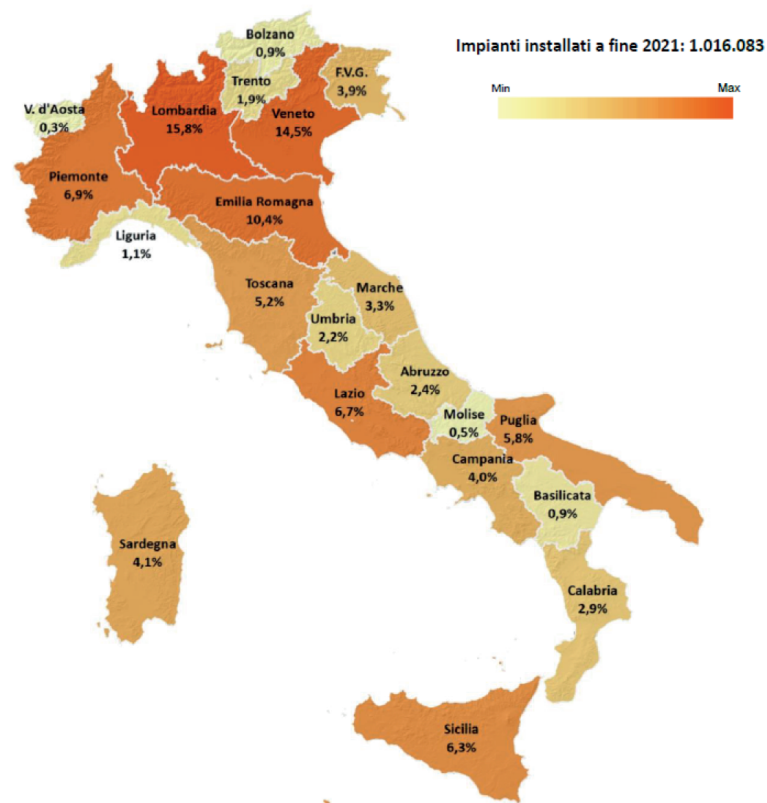 Impianti installati a fine 2021: 1.016.083
Min
Max
Bolzano
0,9%
Trento
1,9%
F.V.G.
3,9%
V. d'Aosta
0,3%
Lombardia
15,8%
Veneto
14,5%
Piemonte
6,9%
Emilia Romagna
10,4%
Liguria
1,1%
Toscana
5,2%
Marche
3,3%
Umbria
2,2%
Abruzzo
2,4%
Lazio
6,7%
Molise
0,5%
Puglia
5,8%
Campania
4,0%
Basilicata
0,9%
Sardegna
4,1%
Calabria
2,9%
Sicilia
6,3%